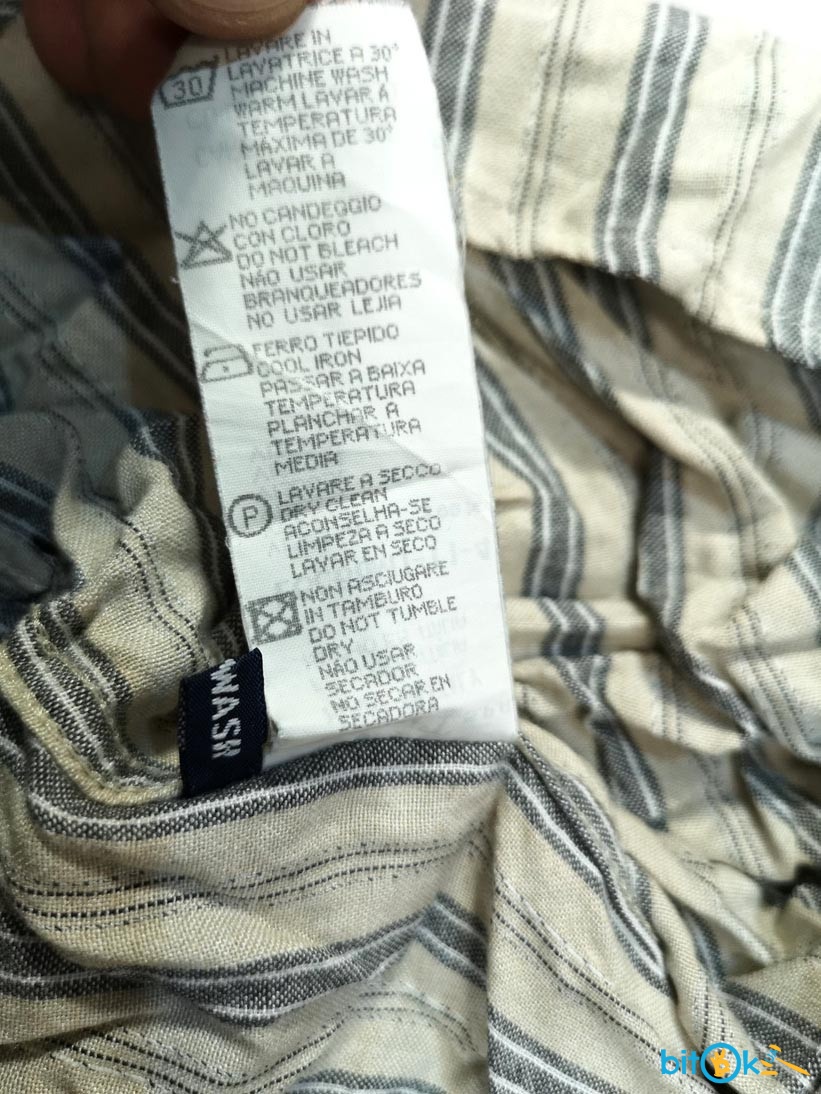 LAVARE IN
30
LAVATRICE A 30°
MACHINE WASH
WARM LAVAR A
TEMPERATURA
MÁXIMA DE 30°
LAVAR A
MAQUINA
NO CANDEGGIO
CON CLORO
DO NOT BLEACH
NÃO USAR
BRANQUEADORES
NO USAR LEJIA
FERRO TIEPIDO
COOL IRON
PASSAR A BAIXA
TEMPERATURA
PLANCHAR A
TEMPERATURA
MEDIA
P
LAVARE A SECCO
DRY CLEAN
ACONSELHA-SE
LIMPEZA A SECO
LAVAR EN SECO
NON ASCIUGARE
IN TAMBURO
DO NOT TUMBLE
DRY
NÃO USAR
SECADOR
NO SECAR EN
SECADORA
WASH
bitOk